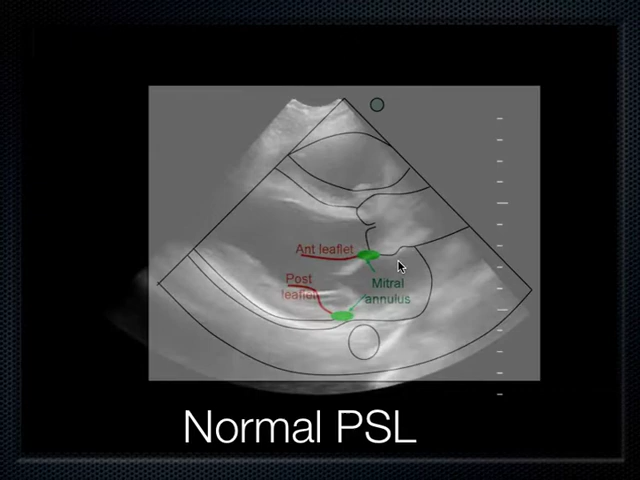 Ant leaflet
Post
leaflet
Mitral
annulus
Normal PSL